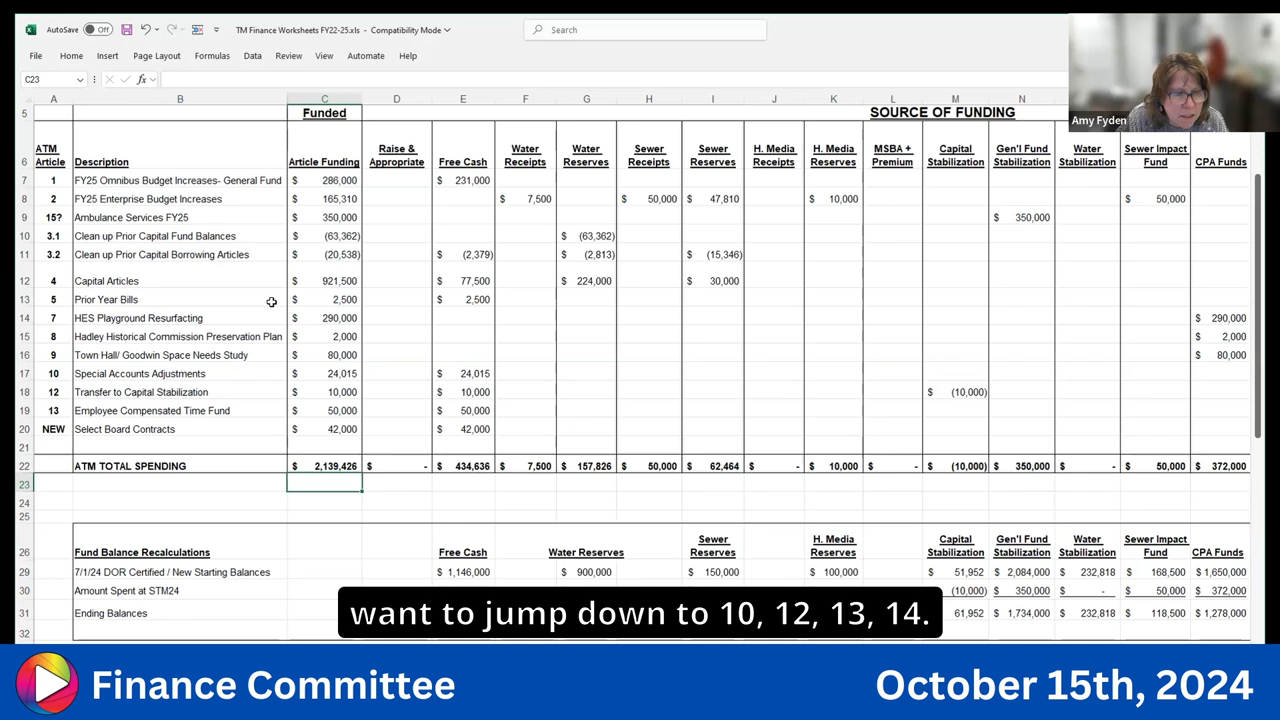 AutoSave Off TM Finance Worksheets FY22-25.xls - Compatibility Mode Search
File Home Insert Page Layout Formulas Data Review View Automate Help
C23 fx
Amy Fyden
A B C D E F G H I J K L M N O P Q
5 Funded SOURCE OF FUNDING
6 ATM Article Description Article Funding Raise & Appropriate Free Cash Water Receipts Water Reserves Sewer Receipts Sewer Reserves H. Media Receipts H. Media Reserves MSBA + Premium Capital Stabilization Gen'l Fund Stabilization Water Stabilization Sewer Impact Fund CPA Funds
7 1 FY25 Omnibus Budget Increases- General Fund $ 286,000 $ 231,000
8 2 FY25 Enterprise Budget Increases $ 165,310 $ 7,500 $ 50,000 $ 47,810 $ 10,000 $ 50,000
9 15? Ambulance Services FY25 $ 350,000 $ 350,000
10 3.1 Clean up Prior Capital Fund Balances $ (63,362) $ (63,362)
11 3.2 Clean up Prior Capital Borrowing Articles $ (20,538) $ (2,379) $ (2,813) $ (15,346)
12 4 Capital Articles $ 921,500 $ 77,500 $ 224,000 $ 30,000
13 5 Prior Year Bills $ 2,500 $ 2,500
14 7 HES Playground Resurfacting $ 290,000 $ 290,000
15 8 Hadley Historical Commission Preservation Plan $ 2,000 $ 2,000
16 9 Town Hall/ Goodwin Space Needs Study $ 80,000 $ 80,000
17 10 Special Accounts Adjustments $ 24,015 $ 24,015
18 12 Transfer to Capital Stabilization $ 10,000 $ 10,000 $ (10,000)
19 13 Employee Compensated Time Fund $ 50,000 $ 50,000
20 NEW Select Board Contracts $ 42,000 $ 42,000
21
22 ATM TOTAL SPENDING $ 2,139,426 $ - $ 434,636 $ 7,500 $ 157,826 $ 50,000 $ 62,464 $ - $ 10,000 $ - $ (10,000) $ 350,000 $ - $ 50,000 $ 372,000
23
24
25
26 Fund Balance Recalculations Free Cash Water Reserves Sewer Reserves H. Media Reserves Capital Stabilization Gen'l Fund Stabilization Water Stabilization Sewer Impact Fund CPA Funds
29 7/1/24 DOR Certified / New Starting Balances $ 1,146,000 $ 900,000 $ 150,000 $ 100,000 $ 51,952 $ 2,084,000 $ 232,818 $ 168,500 $ 1,650,000
30 Amount Spent at STM24 (10,000) $ 350,000 $ - $ 50,000 $ 372,000
31 Ending Balances 61,952 $ 1,734,000 $ 232,818 $ 118,500 $ 1,278,000
32
want to jump down to 10, 12, 13, 14.
Finance Committee October 15th, 2024